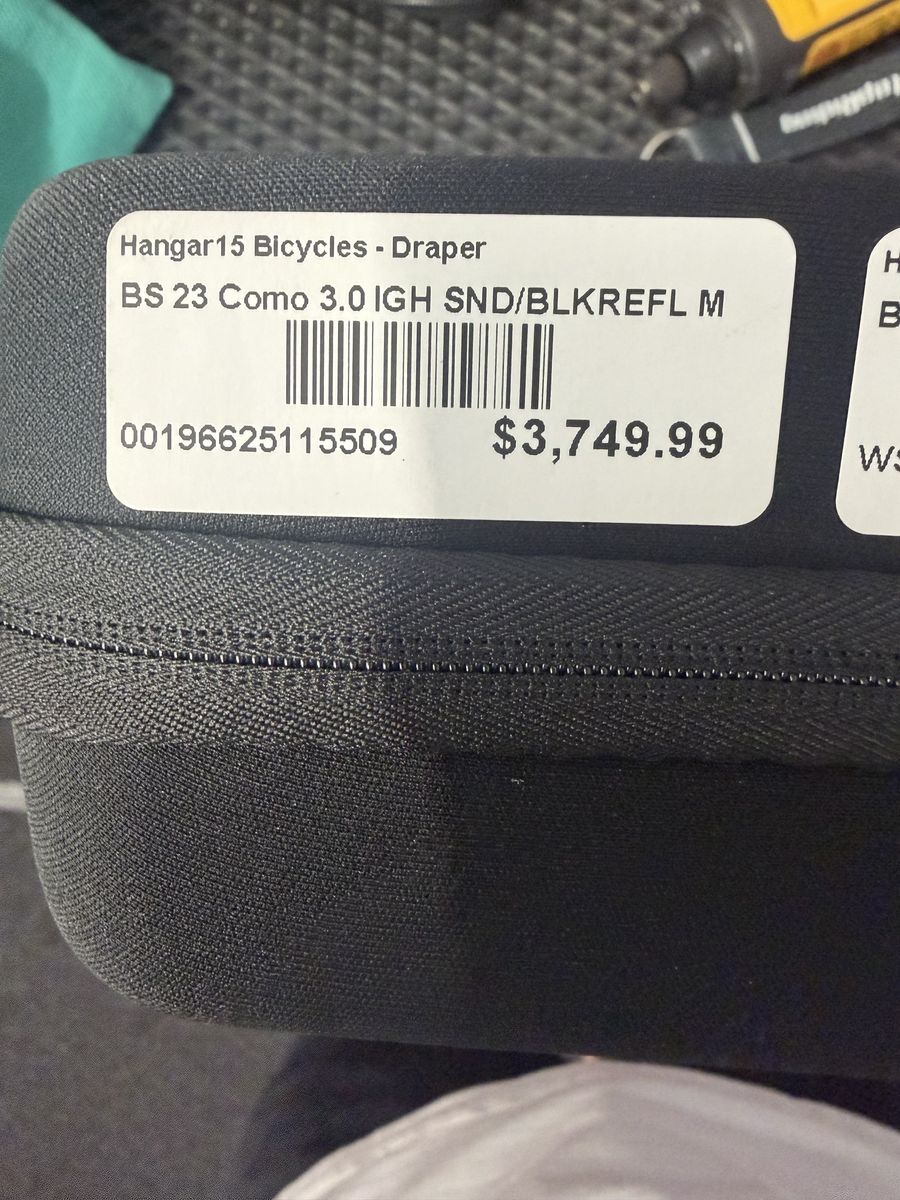 Hangar15 Bicycles - Draper
BS 23 Como 3.0 IGH SND/BLKREFL M
00196625115509 $3,749.99
H
B